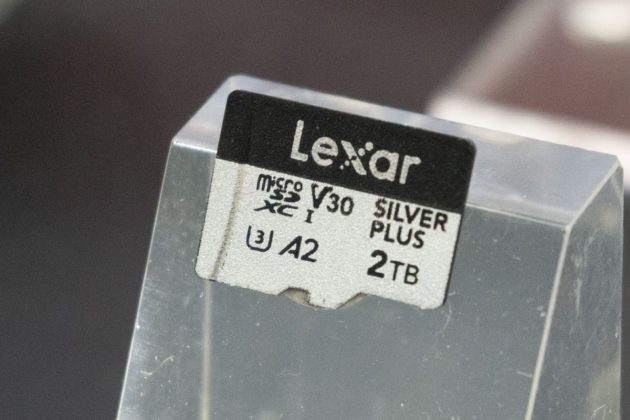 Lexar
micro SD XC I V30
U3 A2
SILVER PLUS
2TB